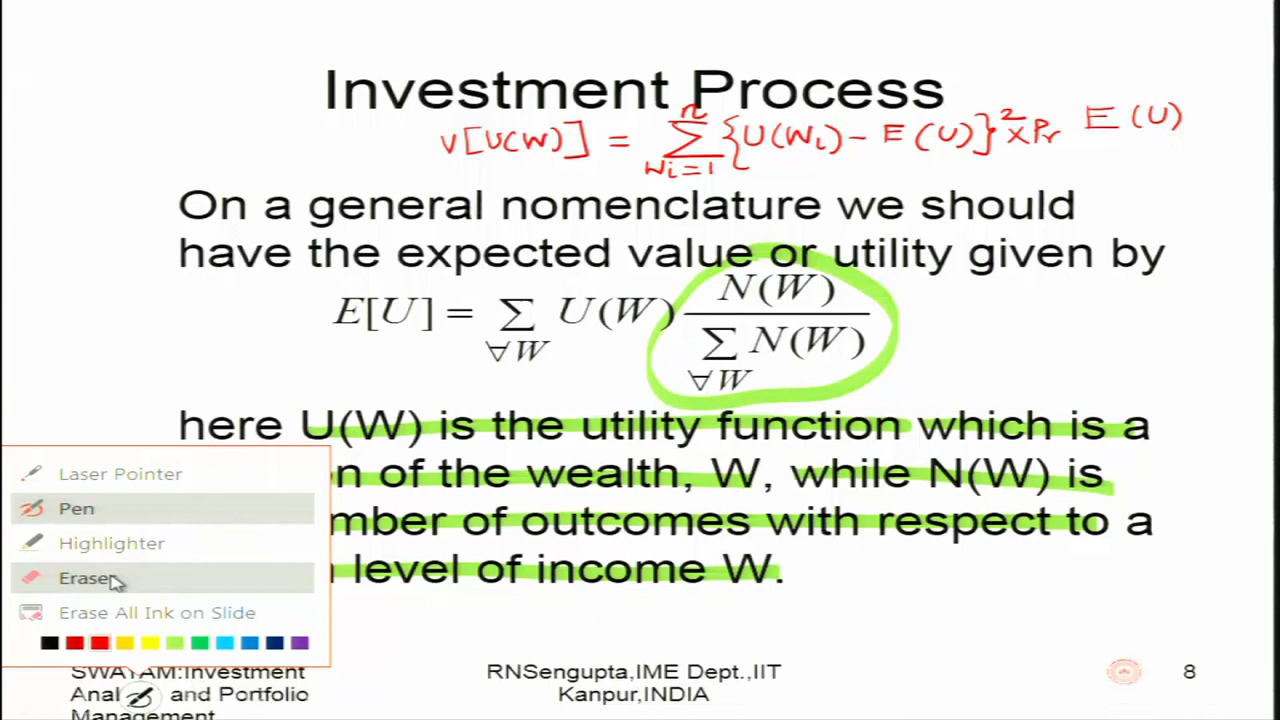 Investment Process
V[U(W)] = n∑Wi=1 {U(Wi) - E(U)}² x Pr E(U)
On a general nomenclature we should
have the expected value or utility given by
E[U] = ∑∀W U(W) N(W) / ∑∀W N(W)
here U(W) is the utility function which is a
n of the wealth, W, while N(W) is
mber of outcomes with respect to a
level of income W.
Laser Pointer
Pen
Highlighter
Eraser
Erase All Ink on Slide
SWAYAM:Investment
Anal and Portfolio
Management
RNSengupta,IME Dept.,IIT
Kanpur,INDIA
8